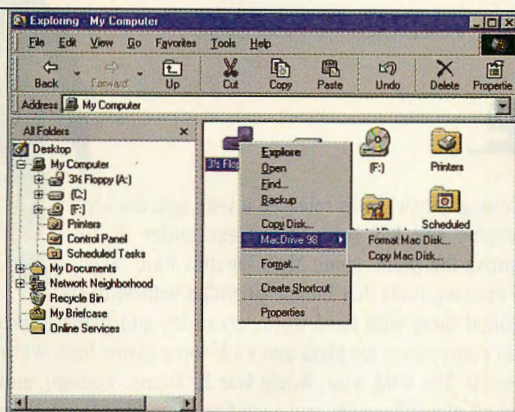 Exploring - My Computer
File Edit View Go Favorites Tools Help
Back Forward Up Cut Copy Paste Undo Delete Propertie
Address My Computer
All Folders
Desktop
My Computer
3½ Floppy (A:)
(C:)
(F:)
Printers
Control Panel
Scheduled Tasks
My Documents
Network Neighborhood
Recycle Bin
My Briefcase
Online Services
3½ Flop
(F:)
Printers
Scheduled
Explore
Open
Find...
Backup
Copy Disk...
MacDrive 98
Format...
Create Shortcut
Properties
Format Mac Disk...
Copy Mac Disk...